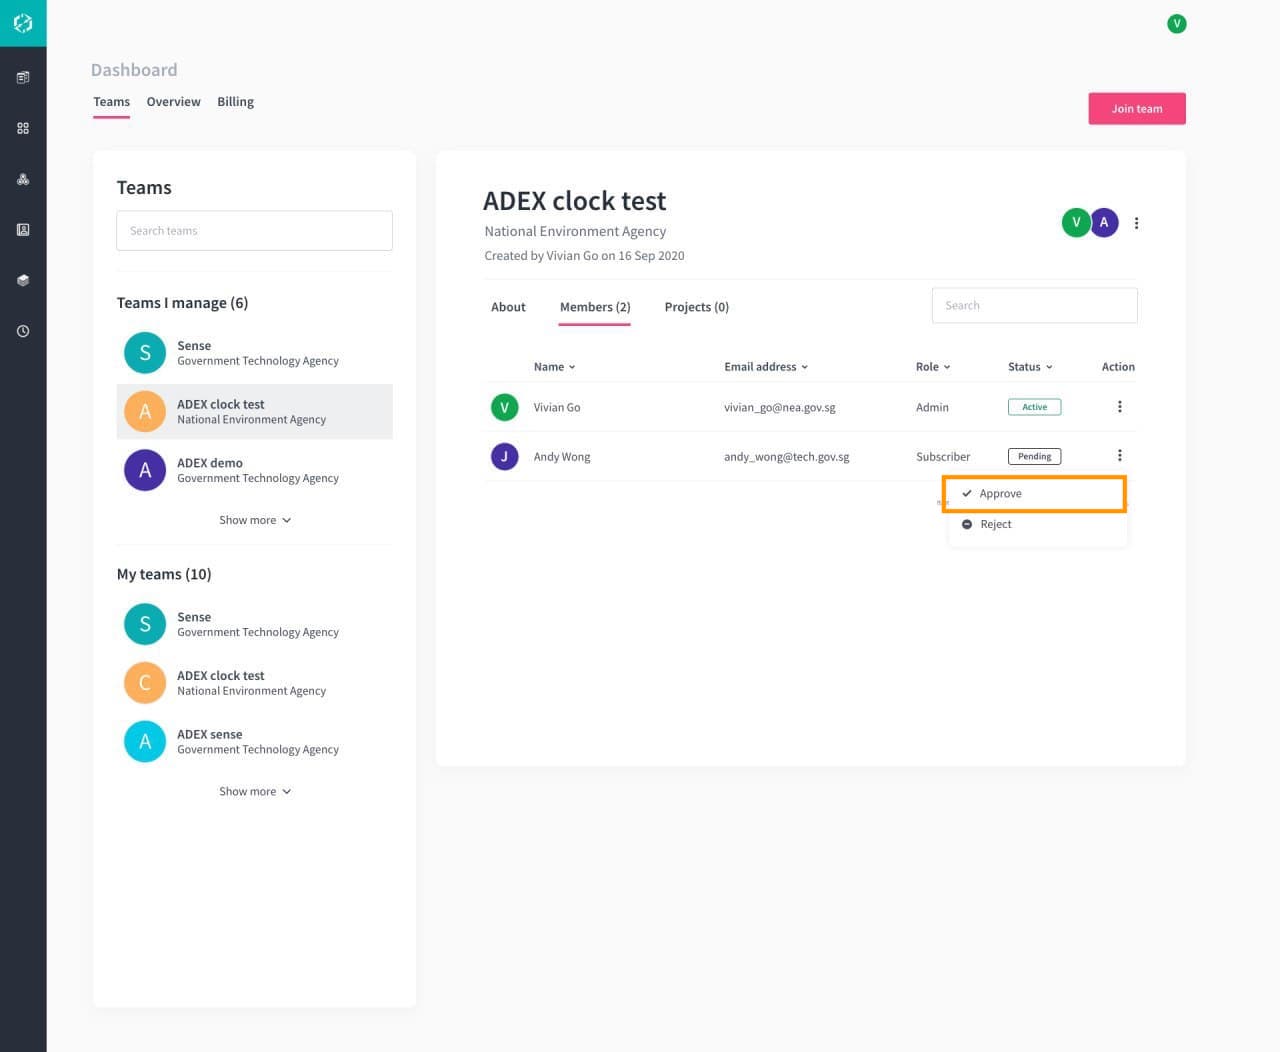 V
Dashboard
Teams Overview Billing
Join team
Teams
Search teams
Teams I manage (6)
S
Sense
Government Technology Agency
A
ADEX clock test
National Environment Agency
A
ADEX demo
Government Technology Agency
Show more
My teams (10)
S
Sense
Government Technology Agency
C
ADEX clock test
National Environment Agency
A
ADEX sense
Government Technology Agency
Show more
ADEX clock test
National Environment Agency
Created by Vivian Go on 16 Sep 2020
V A
About Members (2) Projects (0)
Search
Name Email address Role Status Action
V Vivian Go vivian_go@nea.gov.sg Admin Active
J Andy Wong andy_wong@tech.gov.sg Subscriber Pending
Approve
Reject